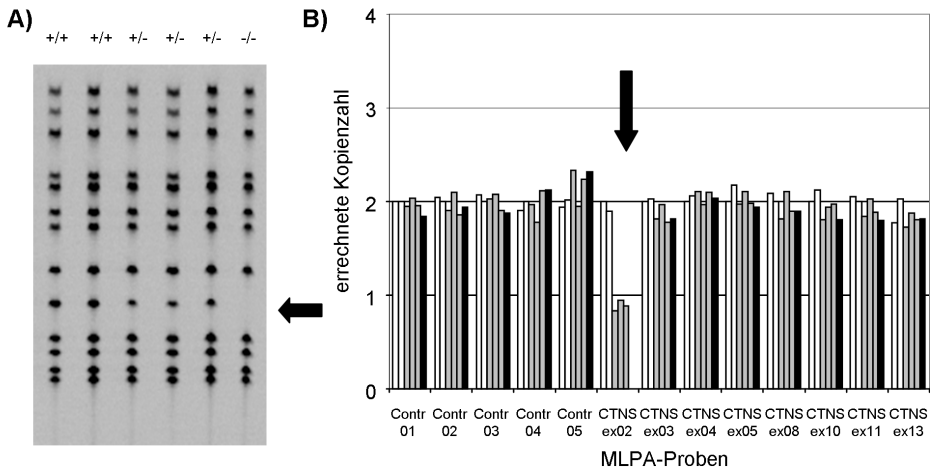 A)
+/+ +/+ +/- +/- +/- -/-
B)
errechnete Kopienzahl
4
3
2
1
0
Contr 01
Contr 02
Contr 03
Contr 04
Contr 05
CTNS ex02
CTNS ex03
CTNS ex04
CTNS ex05
CTNS ex08
CTNS ex10
CTNS ex11
CTNS ex13
MLPA-Proben